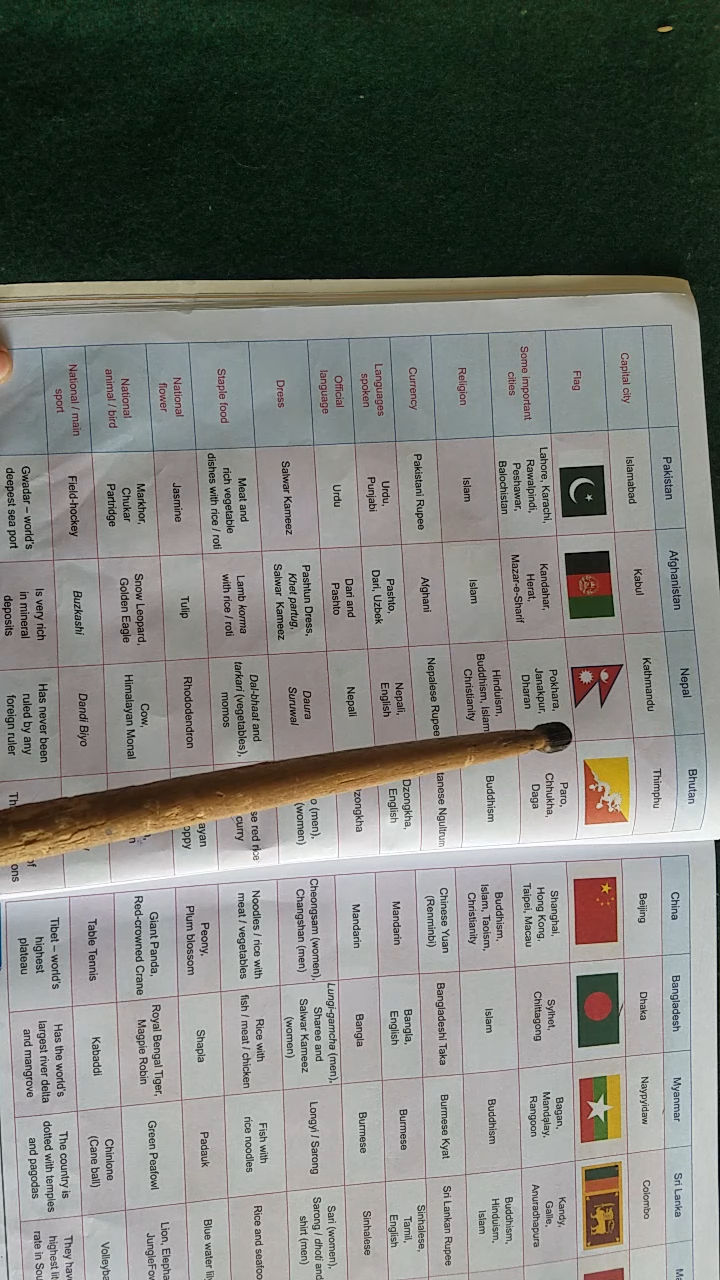 Pakistan
Afghanistan
Nepal
Bhutan
China
Bangladesh
Myanmar
Sri Lanka
Capital city
Islamabad
Kabul
Kathmandu
Thimphu
Beijing
Dhaka
Naypyidaw
Colombo
Flag
Some important
cities
Lahore, Karachi,
Rawalpindi,
Peshawar,
Balochistan
Kandahar,
Herat,
Mazar-e-Sharif
Pokhara,
Janakpur,
Dharan
Paro,
Chhukha,
Daga
Shanghai,
Hong Kong,
Taipei, Macau
Sylhet,
Chittagong
Bagan,
Mandalay,
Rangoon
Kandy,
Galle,
Anuradhapura
Religion
Islam
Islam
Hinduism,
Buddhism, Islam
Christianity
Buddhism
Buddhism,
Islam, Taoism,
Christianity
Islam
Buddhism
Buddhism,
Hinduism,
Islam
Currency
Pakistani Rupee
Afghani
Nepalese Rupee
Ngultrum
Chinese Yuan
(Renminbi)
Bangladeshi Taka
Burmese Kyat
Sri Lankan Rupee
Languages
spoken
Urdu,
Punjabi
Pashto,
Dari, Uzbek
Nepali,
English
Dzongkha,
English
Mandarin
Bangla,
English
Burmese
Sinhalese,
Tamil,
English
Official
language
Urdu
Dari and
Pashto
Nepali
Mandarin
Bangla
Burmese
Sinhalese
Dress
Salwar Kameez
Pashtun Dress,
Khet partug,
Salwar Kameez
Daura
Suruwal
(men),
(women)
Cheongsam (women),
Changshan (men)
Lungi-gamcha (men),
Sharee and
Salwar Kameez
(women)
Longyi / Sarong
Sari (women),
Sarong / dhoti and
shirt (men)
Staple food
Meat and
rich vegetable
dishes with rice / roti
Lamb korma
with rice / roti
Dal-bhaat and
tarkari (vegetables),
momos
red rice
curry
Noodles / rice with
meat / vegetables
Rice with
fish / meat / chicken
Fish with
rice noodles
Rice and seafood
National
flower
Jasmine
Tulip
Rhododendron
Peony,
Plum blossom
Shapla
Padauk
Blue water
National
animal / bird
Markhor,
Chukar
Partridge
Snow Leopard,
Golden Eagle
Cow,
Himalayan Monal
Giant Panda,
Red-crowned Crane
Royal Bengal Tiger,
Magpie Robin
Green Peafowl
Lion,
National / main
sport
Field-hockey
Buzkashi
Dandi Biyo
Table Tennis
Kabaddi
Chinlone
(Cane ball)
Gwadar – world's
deepest sea port
Is very rich
in mineral
deposits
Has never been
ruled by any
foreign ruler
Tibet – world's
highest
plateau
Has the world's
largest river delta
and mangrove
The country is
dotted with temples
and pagodas
They
highest
rate in